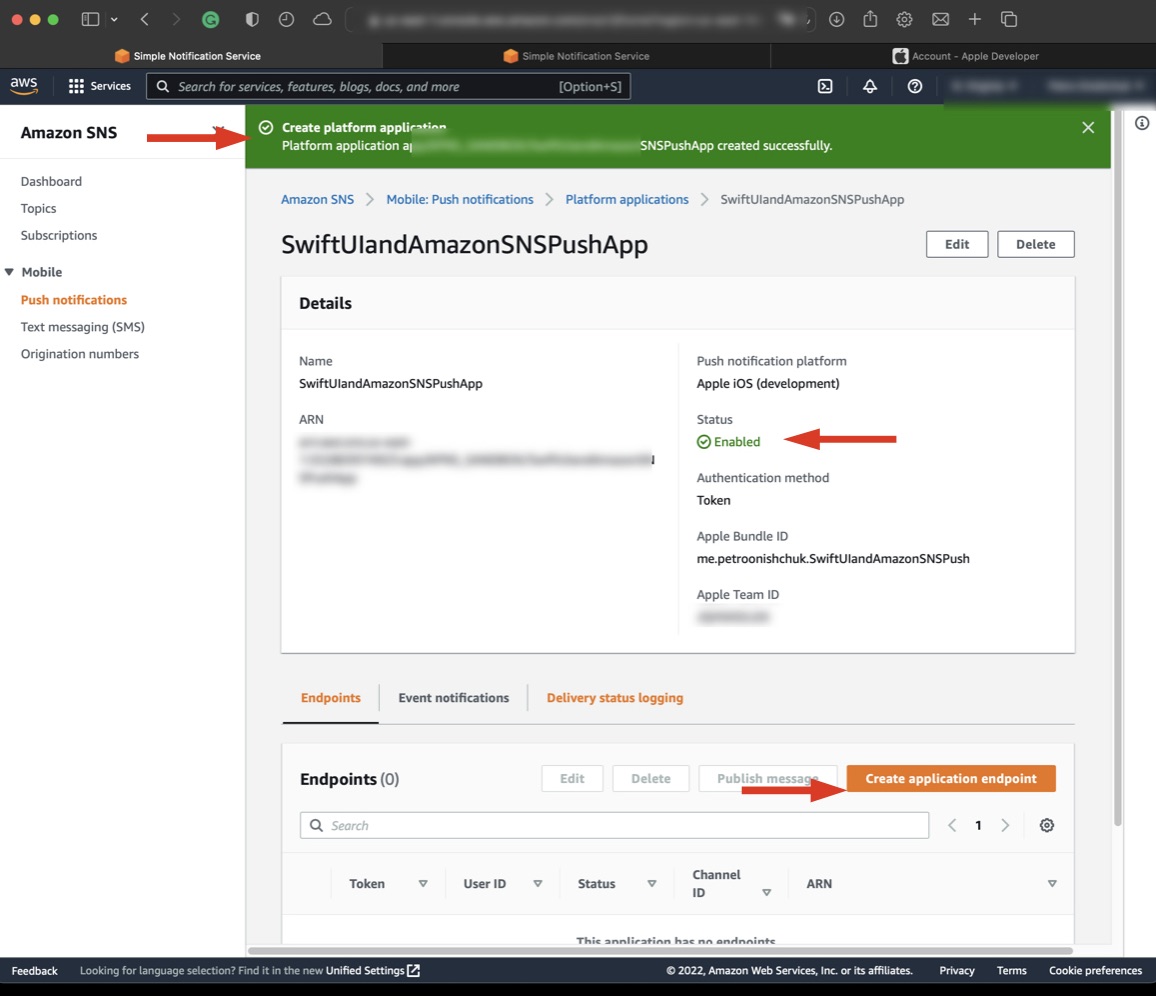 Simple Notification Service
Simple Notification Service
Account - Apple Developer
aws
Services
Search for services, features, blogs, docs, and more
[Option+S]
Amazon SNS
Dashboard
Topics
Subscriptions
Mobile
Push notifications
Text messaging (SMS)
Origination numbers
Create platform application
Platform application SNSPushApp created successfully.
Amazon SNS
Mobile: Push notifications
Platform applications
SwiftUIandAmazonSNSPushApp
SwiftUIandAmazonSNSPushApp
Edit
Delete
Details
Name
SwiftUIandAmazonSNSPushApp
ARN
Push notification platform
Apple iOS (development)
Status
Enabled
Authentication method
Token
Apple Bundle ID
me.petroonishchuk.SwiftUIandAmazonSNSPush
Apple Team ID
Endpoints
Event notifications
Delivery status logging
Endpoints (0)
Edit
Delete
Publish message
Create application endpoint
Search
1
Token
User ID
Status
Channel
ID
ARN
This application has no endpoints
Feedback
Looking for language selection? Find it in the new Unified Settings
© 2022, Amazon Web Services, Inc. or its affiliates.
Privacy
Terms
Cookie preferences